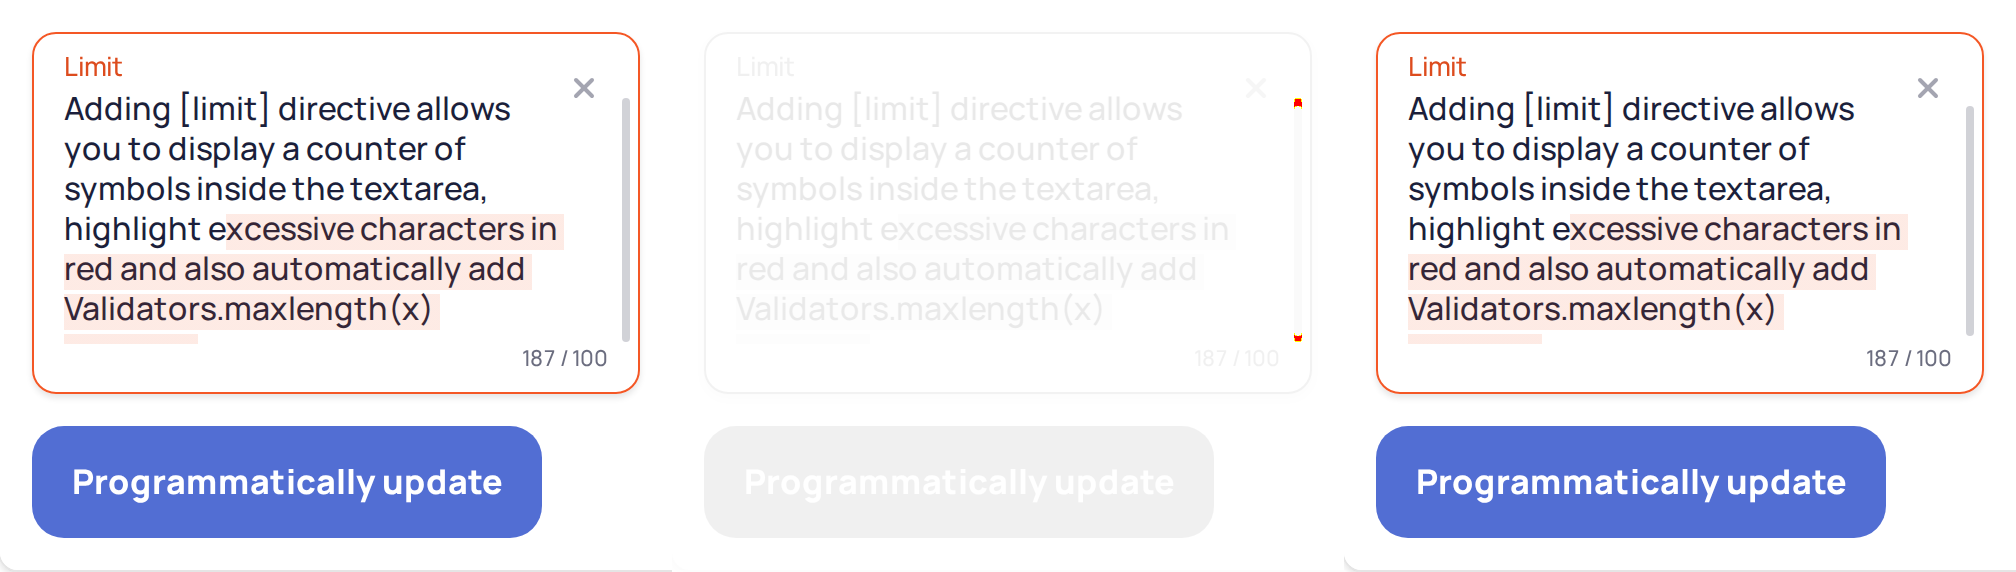 Limit
Adding [limit] directive allows
you to display a counter of
symbols inside the textarea,
highlight excessive characters in
red and also automatically add
Validators.maxlength(x)
187 / 100
Programmatically update
Limit
Adding [limit] directive allows
you to display a counter of
symbols inside the textarea,
highlight excessive characters in
red and also automatically add
Validators.maxlength(x)
187 / 100
Programmatically update
Limit
Adding [limit] directive allows
you to display a counter of
symbols inside the textarea,
highlight excessive characters in
red and also automatically add
Validators.maxlength(x)
187 / 100
Programmatically update